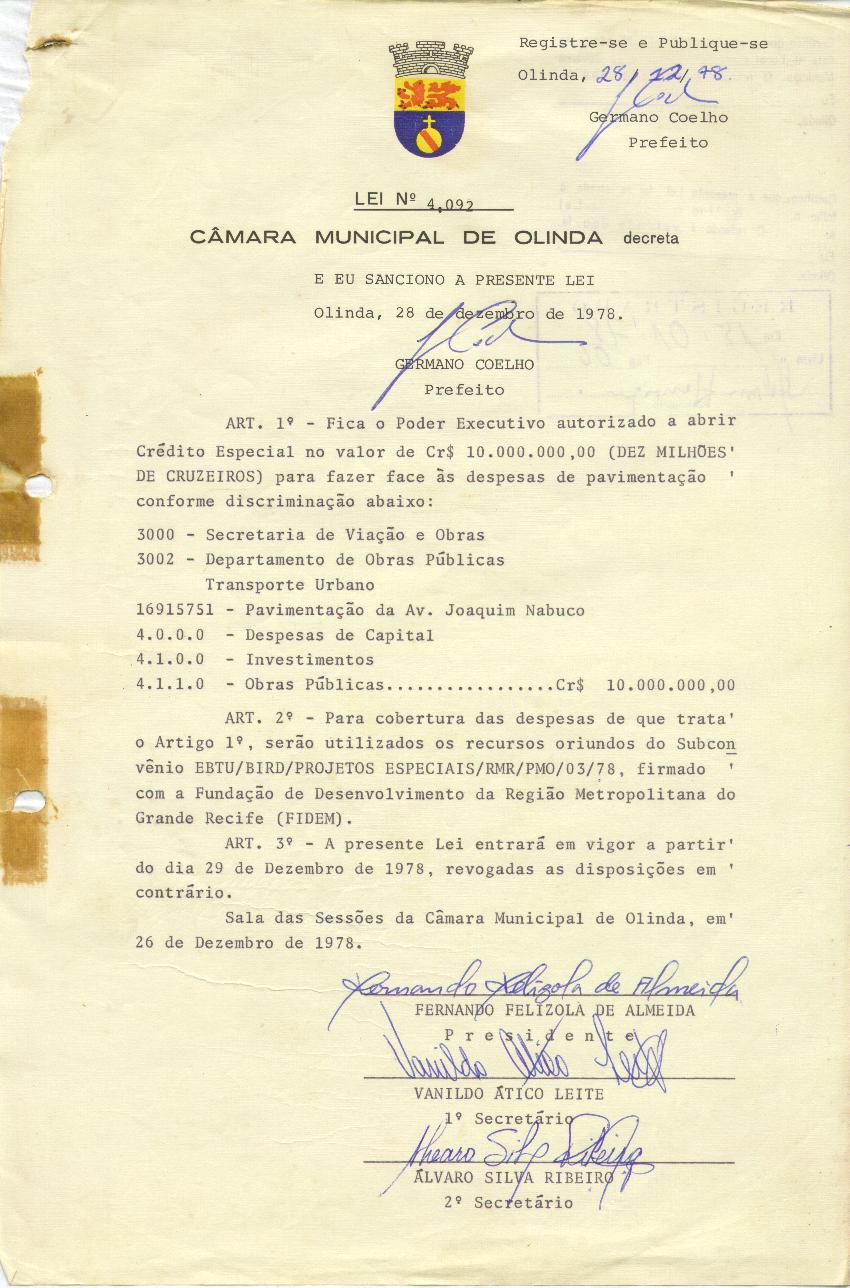 Registre-se e Publique-se
Olinda, 28/12/78.
Germano Coelho
Prefeito
LEI Nº 4,092
CÂMARA MUNICIPAL DE OLINDA decreta
E EU SANCIONO A PRESENTE LEI
Olinda, 28 de dezembro de 1978.
GERMANO COELHO
Prefeito
ART. 1º - Fica o Poder Executivo autorizado a abrir
Crédito Especial no valor de Cr$ 10.000.000,00 (DEZ MILHÕES'
DE CRUZEIROS) para fazer face às despesas de pavimentação '
conforme discriminação abaixo:
3000 - Secretaria de Viação e Obras
3002 - Departamento de Obras Públicas
Transporte Urbano
16915751 - Pavimentação da Av. Joaquim Nabuco
4.0.0.0 - Despesas de Capital
4.1.0.0 - Investimentos
4.1.1.0 - Obras Públicas.................Cr$ 10.000.000,00
ART. 2º - Para cobertura das despesas de que trata'
o Artigo 1º, serão utilizados os recursos oriundos do Subcon
vênio EBTU/BIRD/PROJETOS ESPECIAIS/RMR/PMO/03/78, firmado '
com a Fundação de Desenvolvimento da Região Metropolitana do
Grande Recife (FIDEM).
ART. 3º - A presente Lei entrará em vigor a partir'
do dia 29 de Dezembro de 1978, revogadas as disposições em '
contrário.
Sala das Sessões da Câmara Municipal de Olinda, em'
26 de Dezembro de 1978.
Fernando Felizola de Almeida
FERNANDO FELIZOLA DE ALMEIDA
P r e s i d e n t e
Vanildo Ático Leite
VANILDO ÁTICO LEITE
1º Secretário
Álvaro Silva Ribeiro
ÁLVARO SILVA RIBEIRO
2º Secretário